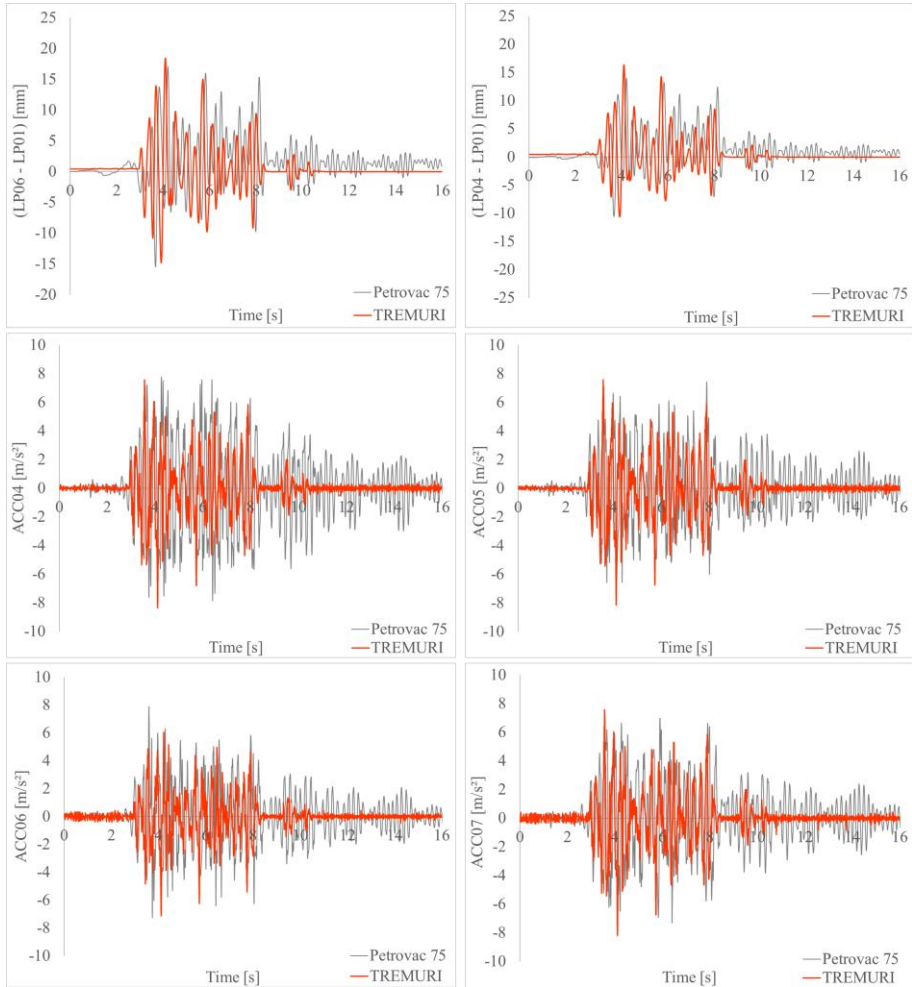 25
20
15
10
5
0
-5
-10
-15
-20
0 2 4 6 8 10 12 14 16
(LP06 - LP01) [mm]
Time [s]
Petrovac 75
TREMURI
25
20
15
10
5
0
-5
-10
-15
-20
-25
0 2 4 6 8 10 12 14 16
(LP04 - LP01) [mm]
Time [s]
Petrovac 75
TREMURI
10
8
6
4
2
0
-2
-4
-6
-8
-10
0 2 4 6 8 10 12 14 16
ACC04 [m/s²]
Time [s]
Petrovac 75
TREMURI
10
8
6
4
2
0
-2
-4
-6
-8
-10
0 2 4 6 8 10 12 14 16
ACC05 [m/s²]
Time [s]
Petrovac 75
TREMURI
10
8
6
4
2
0
-2
-4
-6
-8
-10
0 2 4 6 8 10 12 14 16
ACC06 [m/s²]
Time [s]
Petrovac 75
TREMURI
10
8
6
4
2
0
-2
-4
-6
-8
-10
0 2 4 6 8 10 12 14 16
ACC07 [m/s²]
Time [s]
Petrovac 75
TREMURI